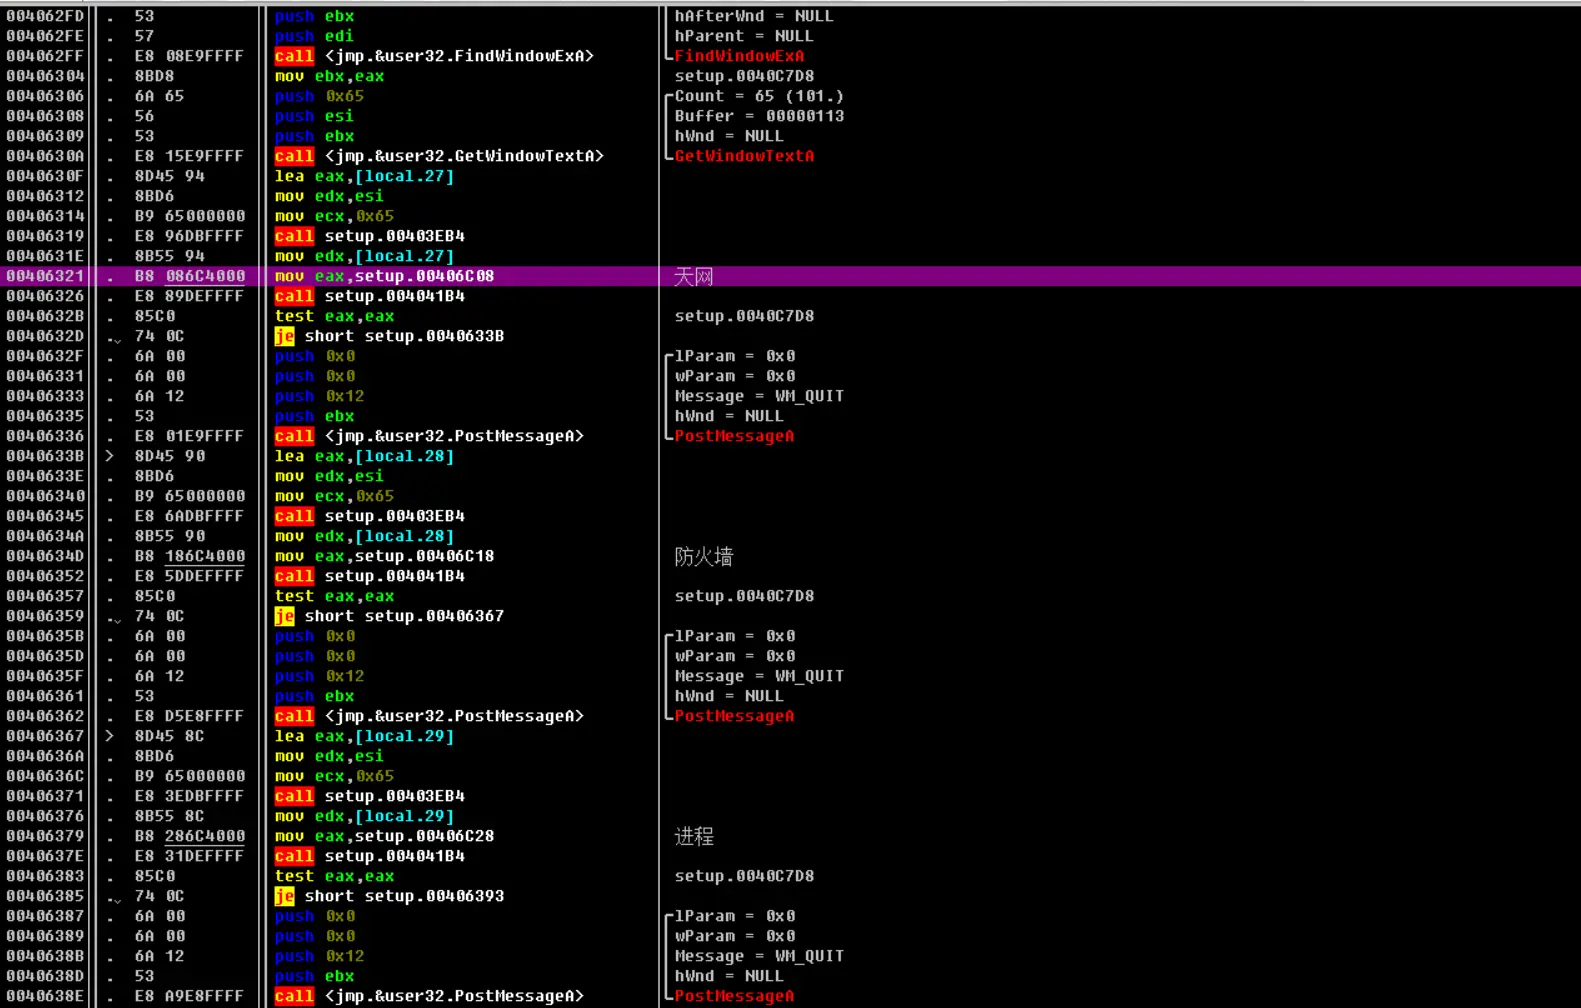 004062FD . 53 push ebx hAfterWnd = NULL
004062FE . 57 push edi hParent = NULL
004062FF . E8 08E9FFFF call <jmp.&user32.FindWindowExA> FindWindowExA
00406304 . 8BD8 mov ebx,eax setup.0040C7D8
00406306 . 6A 65 push 0x65 Count = 65 (101.)
00406308 . 56 push esi Buffer = 00000113
00406309 . 53 push ebx hWnd = NULL
0040630A . E8 15E9FFFF call <jmp.&user32.GetWindowTextA> GetWindowTextA
0040630F . 8D45 94 lea eax,[local.27]
00406312 . 8BD6 mov edx,esi
00406314 . B9 65000000 mov ecx,0x65
00406319 . E8 96DBFFFF call setup.00403EB4
0040631E . 8B55 94 mov edx,[local.27]
00406321 . B8 086C4000 mov eax,setup.00406C08 天网
00406326 . E8 89DEFFFF call setup.004041B4
0040632B . 85C0 test eax,eax setup.0040C7D8
0040632D . 74 0C je short setup.0040633B
0040632F . 6A 00 push 0x0 lParam = 0x0
00406331 . 6A 00 push 0x0 wParam = 0x0
00406333 . 6A 12 push 0x12 Message = WM_QUIT
00406335 . 53 push ebx hWnd = NULL
00406336 . E8 01E9FFFF call <jmp.&user32.PostMessageA> PostMessageA
0040633B > 8D45 90 lea eax,[local.28]
0040633E . 8BD6 mov edx,esi
00406340 . B9 65000000 mov ecx,0x65
00406345 . E8 6ADBFFFF call setup.00403EB4
0040634A . 8B55 90 mov edx,[local.28]
0040634D . B8 186C4000 mov eax,setup.00406C18 防火墙
00406352 . E8 5DDEFFFF call setup.004041B4
00406357 . 85C0 test eax,eax setup.0040C7D8
00406359 . 74 0C je short setup.00406367
0040635B . 6A 00 push 0x0 lParam = 0x0
0040635D . 6A 00 push 0x0 wParam = 0x0
0040635F . 6A 12 push 0x12 Message = WM_QUIT
00406361 . 53 push ebx hWnd = NULL
00406362 . E8 D5E8FFFF call <jmp.&user32.PostMessageA> PostMessageA
00406367 > 8D45 8C lea eax,[local.29]
0040636A . 8BD6 mov edx,esi
0040636C . B9 65000000 mov ecx,0x65
00406371 . E8 3EDBFFFF call setup.00403EB4
00406376 . 8B55 8C mov edx,[local.29]
00406379 . B8 286C4000 mov eax,setup.00406C28 进程
0040637E . E8 31DEFFFF call setup.004041B4
00406383 . 85C0 test eax,eax setup.0040C7D8
00406385 . 74 0C je short setup.00406393
00406387 . 6A 00 push 0x0 lParam = 0x0
00406389 . 6A 00 push 0x0 wParam = 0x0
0040638B . 6A 12 push 0x12 Message = WM_QUIT
0040638D . 53 push ebx hWnd = NULL
0040638E . E8 A9E8FFFF call <jmp.&user32.PostMessageA> PostMessageA